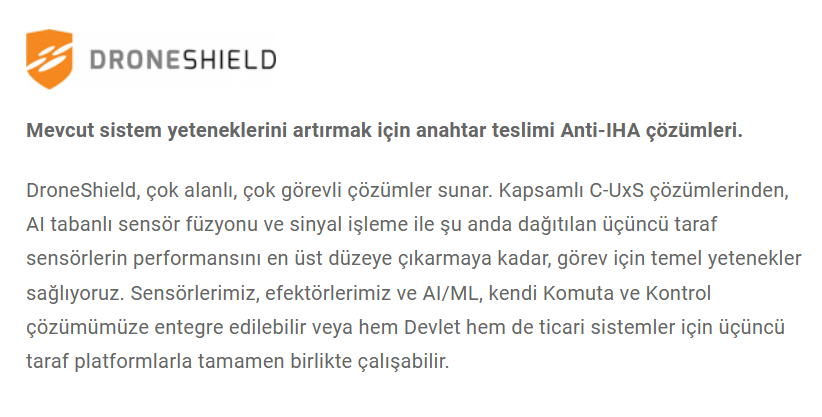 DRONESHIELD
Mevcut sistem yeteneklerini artırmak için anahtar teslimi Anti-IHA çözümleri.
DroneShield, çok alanlı, çok görevli çözümler sunar. Kapsamlı C-UxS çözümlerinden,
AI tabanlı sensör füzyonu ve sinyal işleme ile şu anda dağıtılan üçüncü taraf
sensörlerin performansını en üst düzeye çıkarmaya kadar, görev için temel yetenekler
sağlıyoruz. Sensörlerimiz, efektörlerimiz ve AI/ML, kendi Komuta ve Kontrol
çözümümüze entegre edilebilir veya hem Devlet hem de ticari sistemler için üçüncü
taraf platformlarla tamamen birlikte çalışabilir.